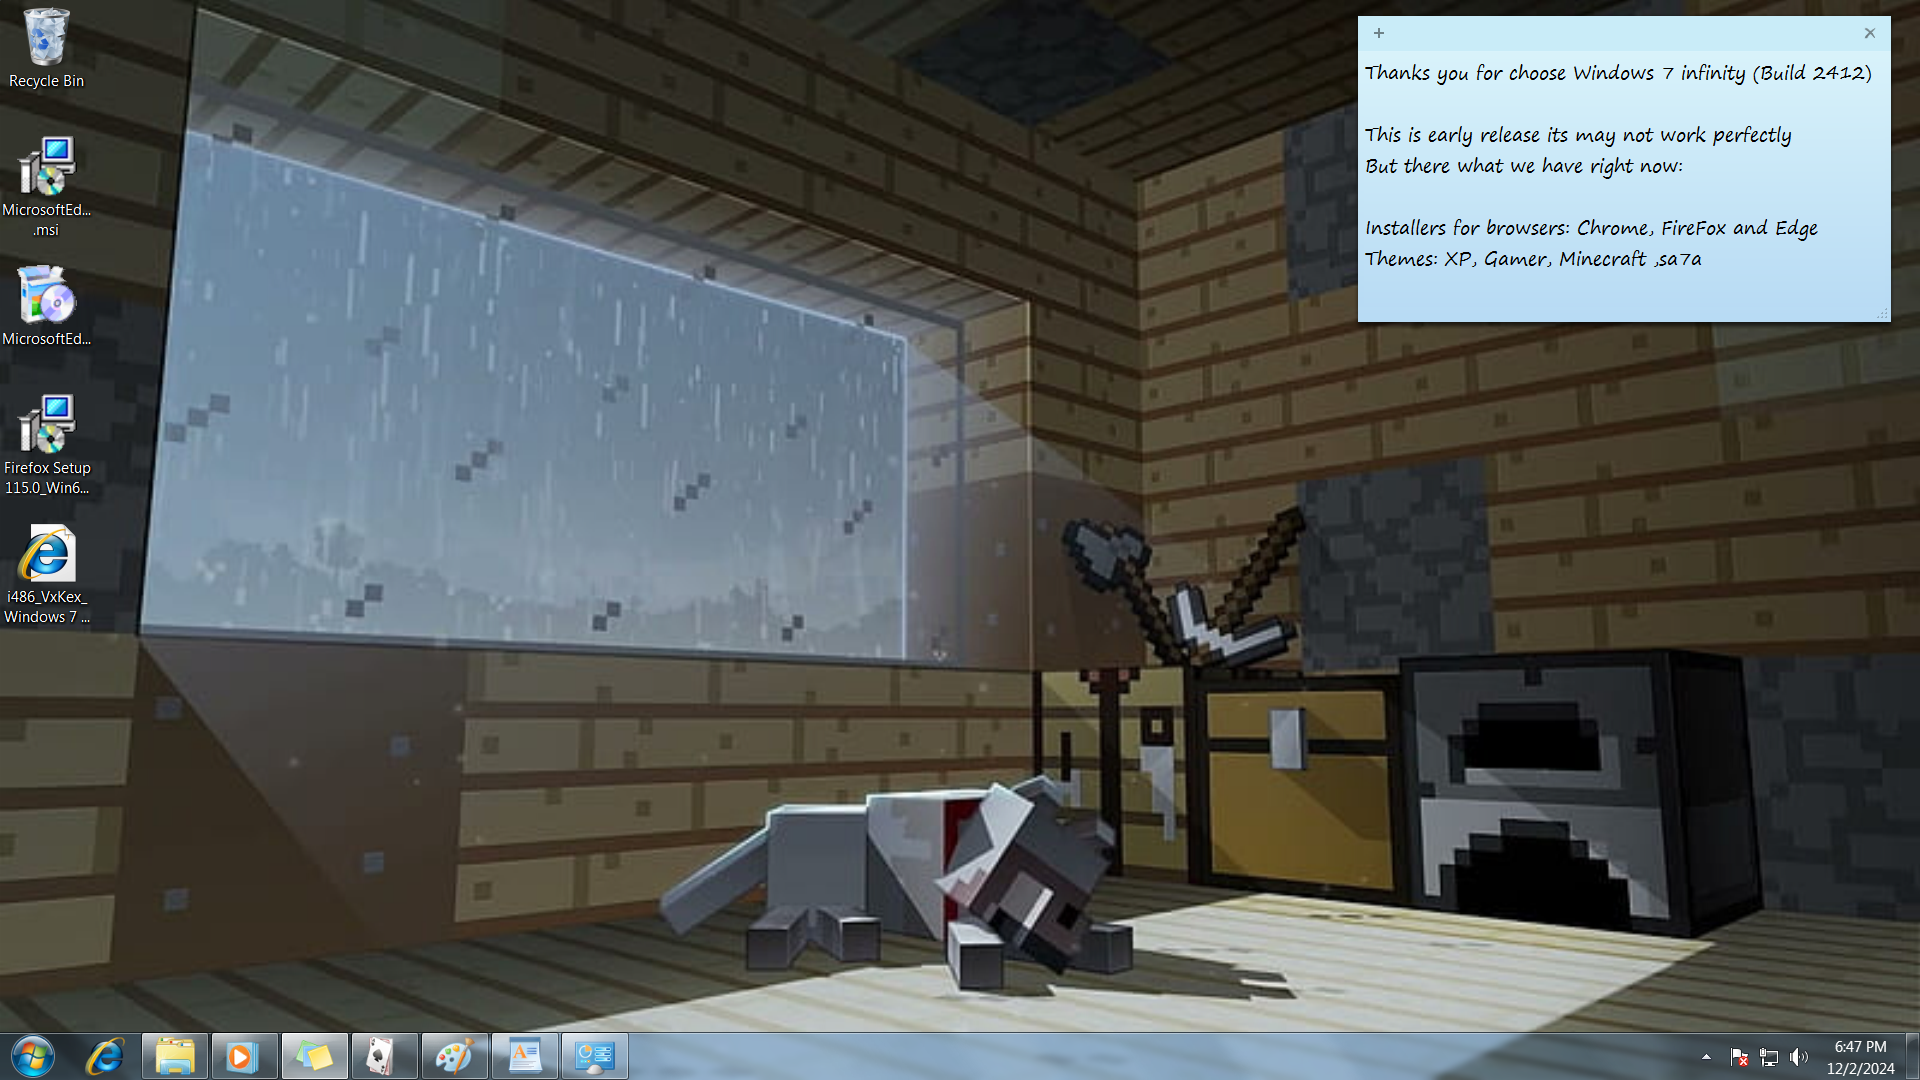 Recycle Bin
MicrosoftEd...
.msi
MicrosoftEd...
Firefox Setup
115.0_Win6...
i486_VxKex_
Windows 7 ...
Thanks you for choose Windows 7 infinity (Build 2412)
This is early release its may not work perfectly
But there what we have right now:
Installers for browsers: Chrome, FireFox and Edge
Themes: XP, Gamer, Minecraft ,sa7a
6:47 PM
12/2/2024